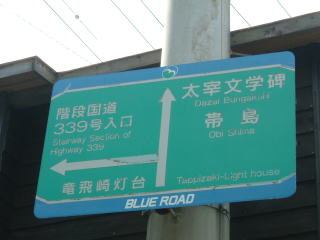 階段国道
339号入口
Stairway Section of
Highway 339
竜飛崎灯台
太宰文学碑
Dazai Bungakuhi
帯島
Obi Shima
Tappizaki-Light house
BLUE ROAD